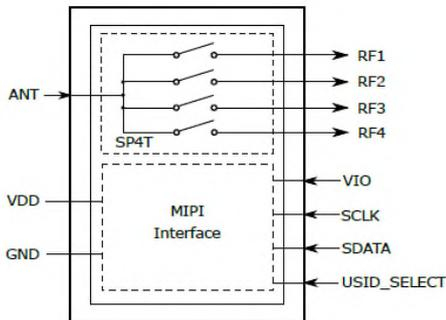 RF1
RF2
ANT
RF3
RF4
SP4T
VIO
VDD
MIPI
Interface
SCLK
SDATA
GND
USID_SELECT